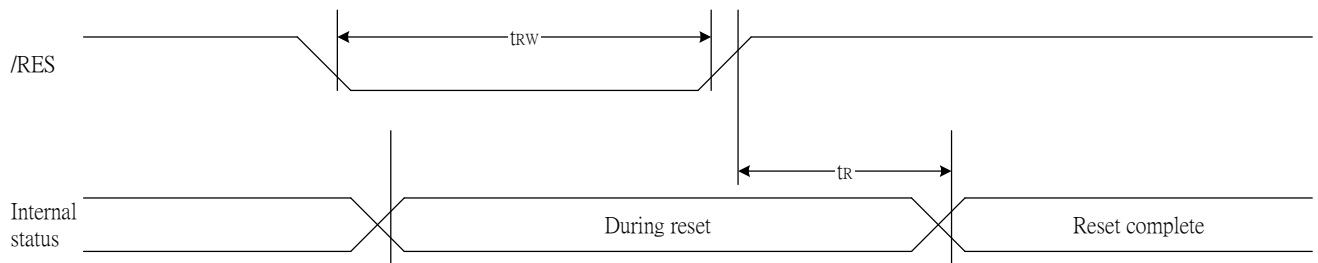 tRW
/RES
tR
Internal
status
During reset
Reset complete